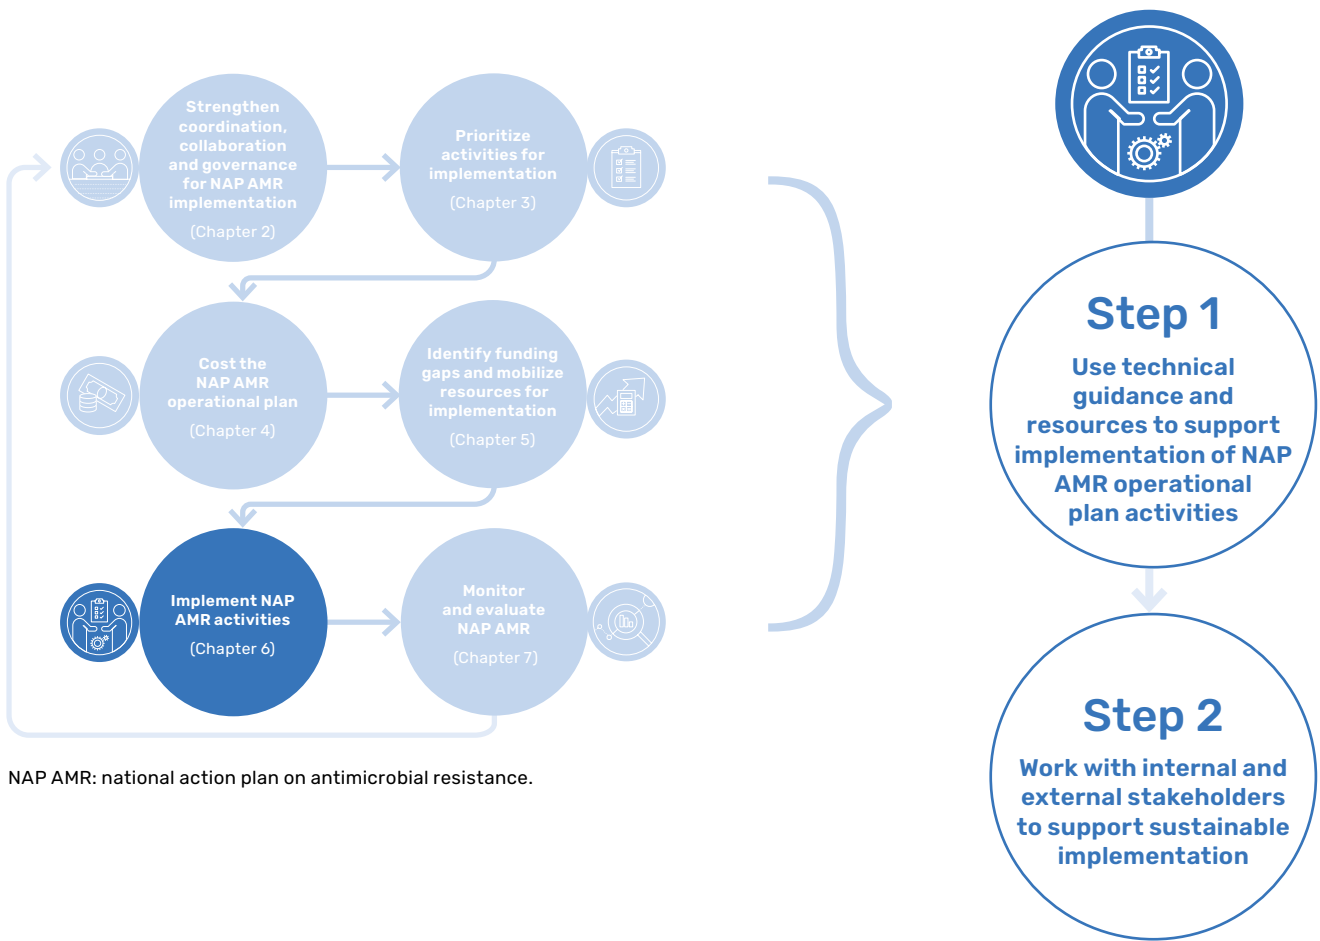 Strengthen
coordination,
collaboration
and governance
for NAP AMR
implementation
(Chapter 2)
Prioritize
activities for
implementation
(Chapter 3)
Cost the
NAP AMR
operational plan
(Chapter 4)
Identify funding
gaps and mobilize
resources for
implementation
(Chapter 5)
Implement NAP
AMR activities
(Chapter 6)
Monitor
and evaluate
NAP AMR
(Chapter 7)
NAP AMR: national action plan on antimicrobial resistance.
Step 1
Use technical
guidance and
resources to support
implementation of NAP
AMR operational
plan activities
Step 2
Work with internal and
external stakeholders
to support sustainable
implementation